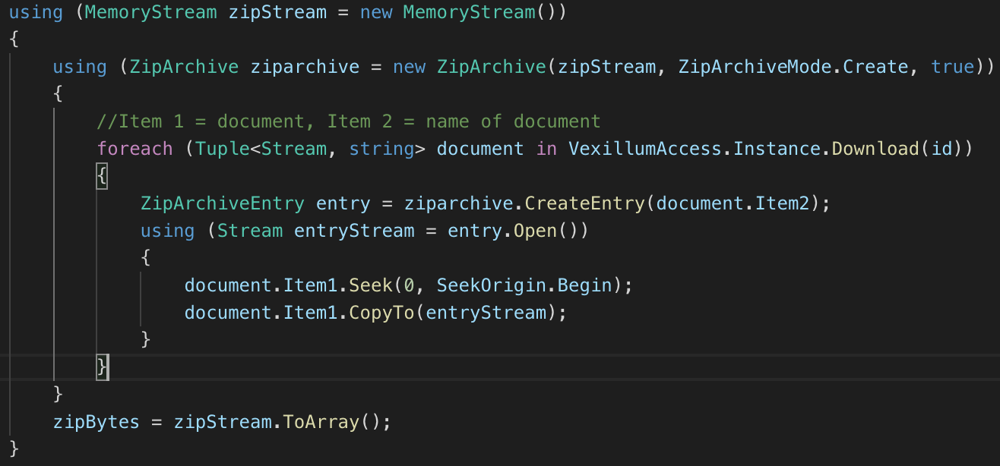 using (MemoryStream zipStream = new MemoryStream())
{
    using (ZipArchive ziparchive = new ZipArchive(zipStream, ZipArchiveMode.Create, true))
    {
        //Item 1 = document, Item 2 = name of document
        foreach (Tuple<Stream, string> document in VexillumAccess.Instance.Download(id))
        {
            ZipArchiveEntry entry = ziparchive.CreateEntry(document.Item2);
            using (Stream entryStream = entry.Open())
            {
                document.Item1.Seek(0, SeekOrigin.Begin);
                document.Item1.CopyTo(entryStream);
            }
        }
    }
    zipBytes = zipStream.ToArray();
}